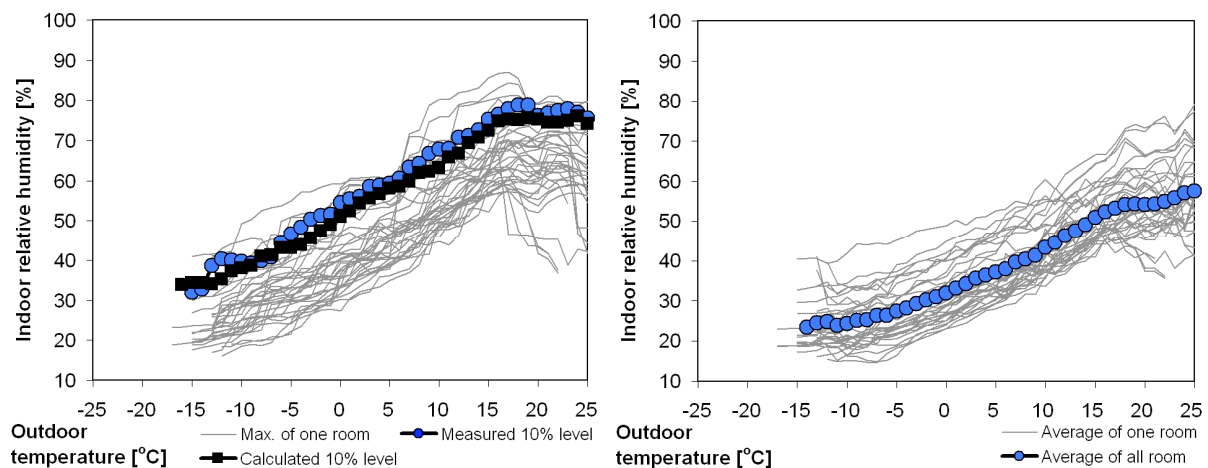 Indoor relative humidity [%]
100
90
80
70
60
50
40
30
20
10
-25 -20 -15 -10 -5 0 5 10 15 20 25
Outdoor
temperature [°C]
Max. of one room
Measured 10% level
Calculated 10% level
Indoor relative humidity [%]
100
90
80
70
60
50
40
30
20
10
-25 -20 -15 -10 -5 0 5 10 15 20 25
Outdoor
temperature [°C]
Average of one room
Average of all room